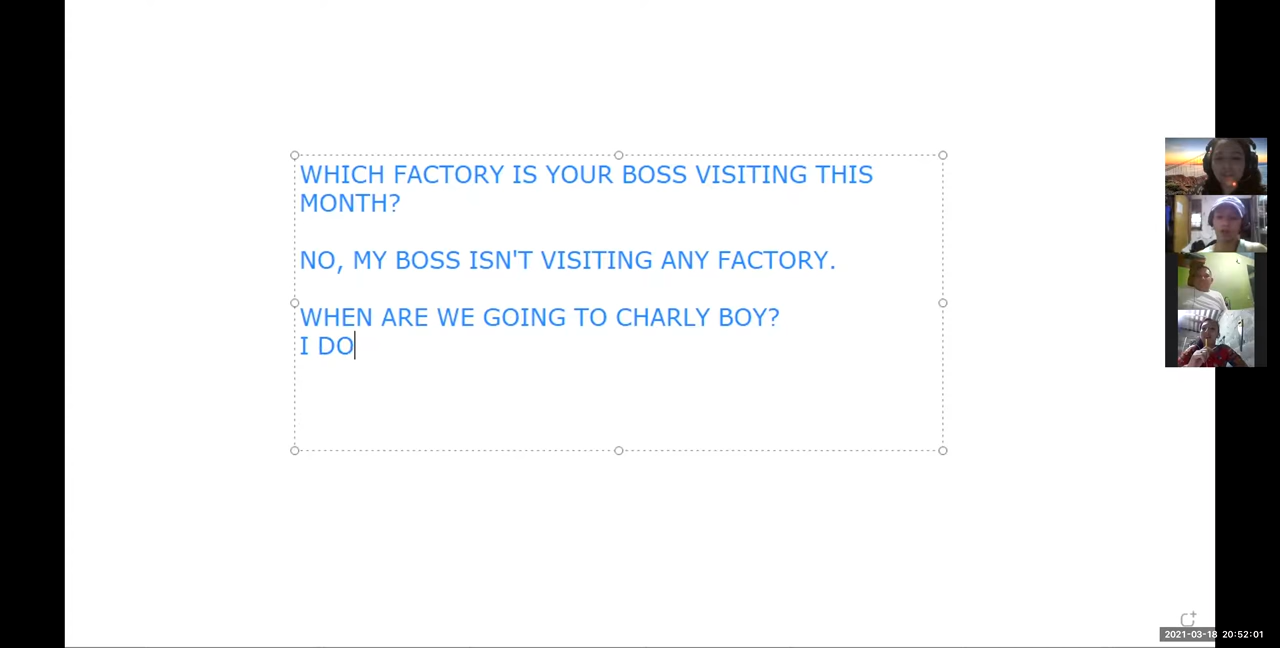 WHICH FACTORY IS YOUR BOSS VISITING THIS
MONTH?
NO, MY BOSS ISN'T VISITING ANY FACTORY.
WHEN ARE WE GOING TO CHARLY BOY?
I DO
2021-03-18 20:52:01